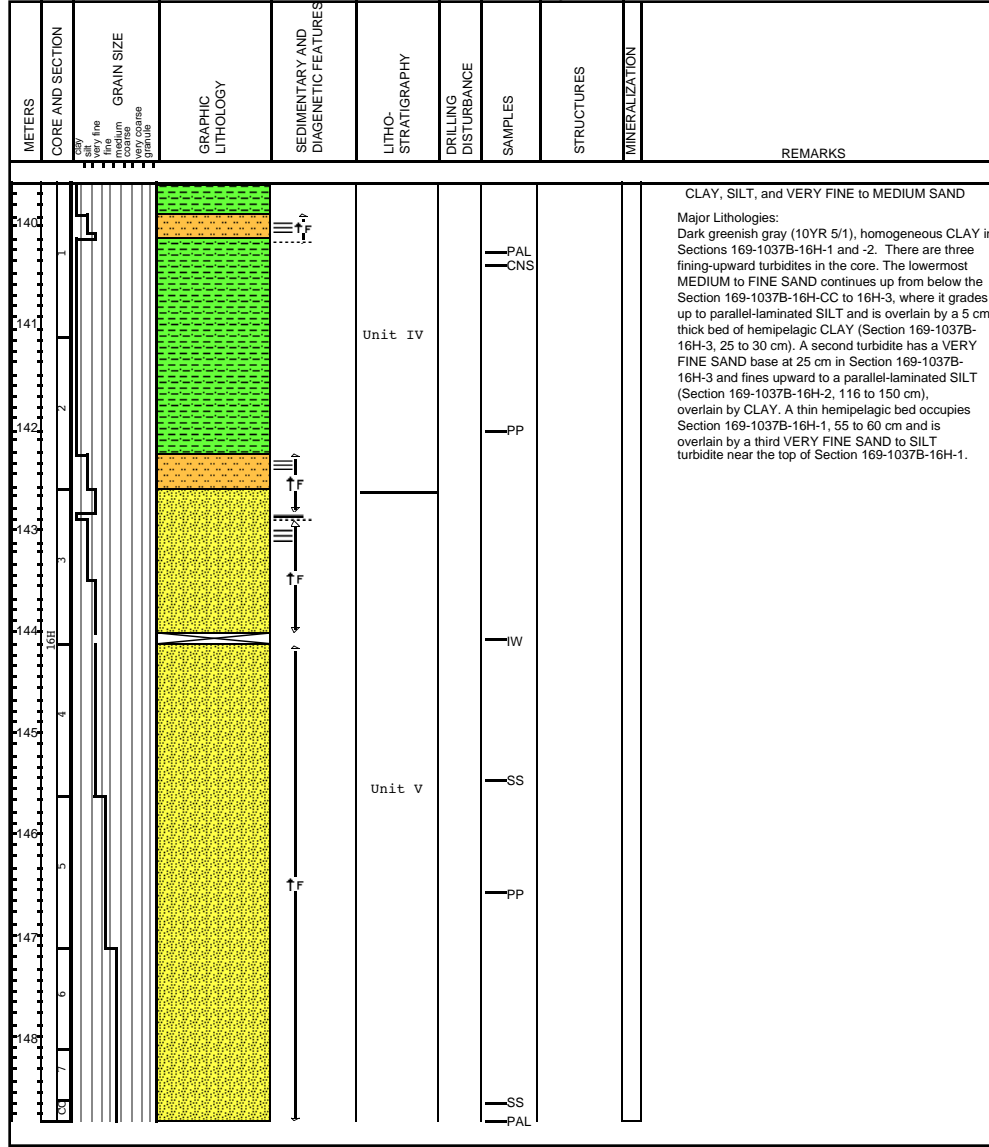 METERS
CORE AND SECTION
GRAIN SIZE
clay
silt
very fine
fine
medium
coarse
very coarse
granule
GRAPHIC
LITHOLOGY
SEDIMENTARY AND
DIAGENETIC FEATURES
LITHO-
STRATIGRAPHY
DRILLING
DISTURBANCE
SAMPLES
STRUCTURES
MINERALIZATION
REMARKS
CLAY, SILT, and VERY FINE to MEDIUM SAND
Major Lithologies:
Dark greenish gray (10YR 5/1), homogeneous CLAY in
Sections 169-1037B-16H-1 and -2. There are three
fining-upward turbidites in the core. The lowermost
MEDIUM to FINE SAND continues up from below the
Section 169-1037B-16H-CC to 16H-3, where it grades
up to parallel-laminated SILT and is overlain by a 5 cm
thick bed of hemipelagic CLAY (Section 169-1037B-
16H-3, 25 to 30 cm). A second turbidite has a VERY
FINE SAND base at 25 cm in Section 169-1037B-
16H-3 and fines upward to a parallel-laminated SILT
(Section 169-1037B-16H-2, 116 to 150 cm),
overlain by CLAY. A thin hemipelagic bed occupies
Section 169-1037B-16H-1, 55 to 60 cm and is
overlain by a third VERY FINE SAND to SILT
turbidite near the top of Section 169-1037B-16H-1.
140
141
142
143
144
145
146
147
148
16H
1
2
3
4
5
6
7
CC
F
F
F
F
Unit IV
Unit V
PAL
CNS
PP
IW
SS
PP
SS
PAL